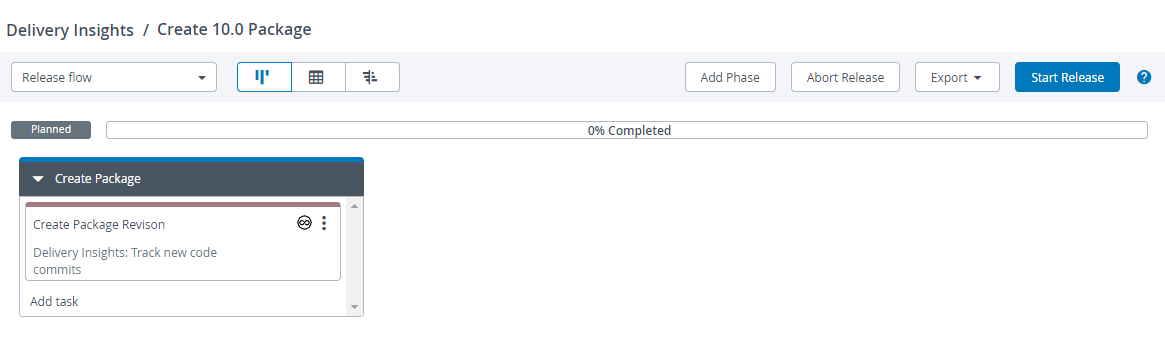 Delivery Insights / Create 10.0 Package
Release flow
Add Phase
Abort Release
Export
Start Release
?
Planned
0% Completed
Create Package
Create Package Revison
Delivery Insights: Track new code
commits
Add task